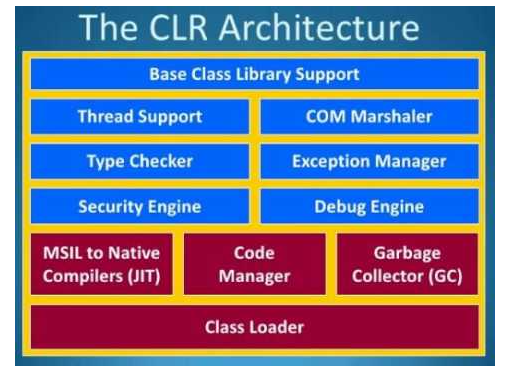 The CLR Architecture
Base Class Library Support
Thread Support
COM Marshaler
Type Checker
Exception Manager
Security Engine
Debug Engine
MSIL to Native
Compilers (JIT)
Code
Manager
Garbage
Collector (GC)
Class Loader